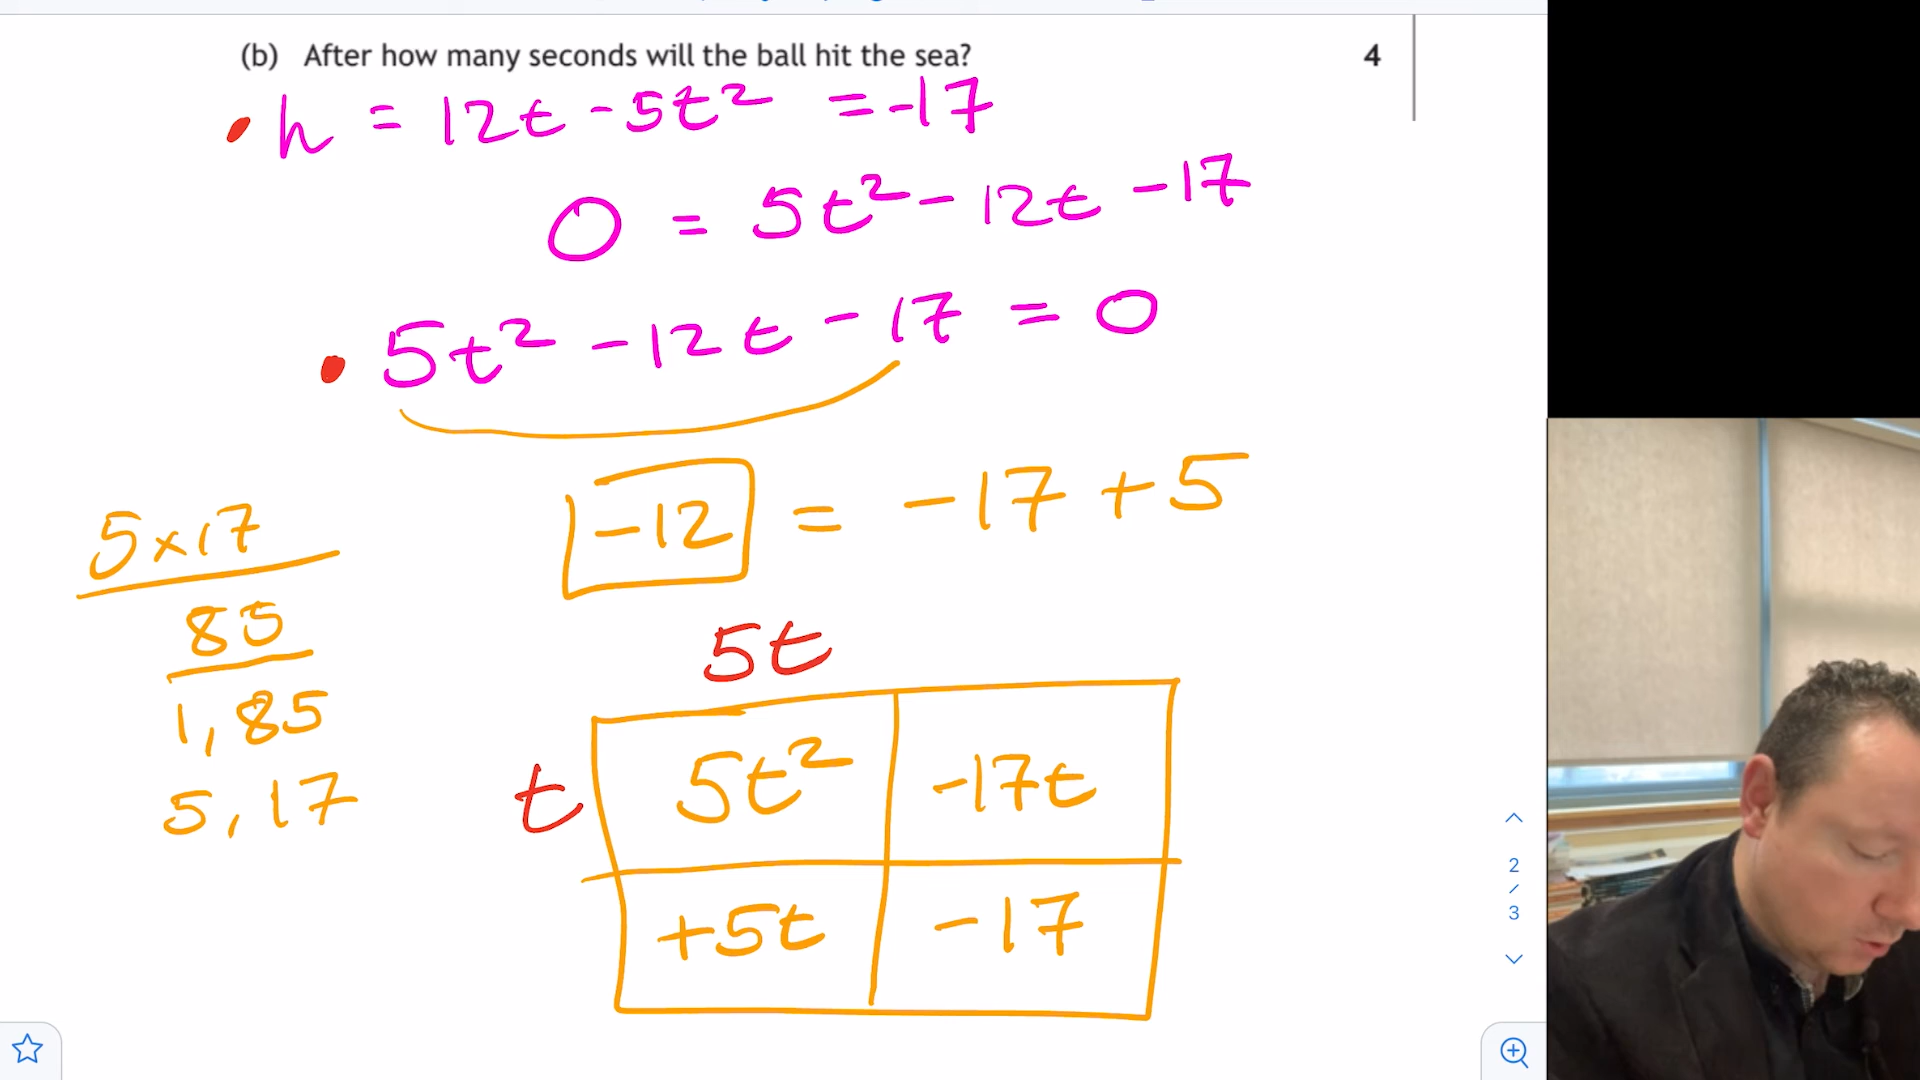 (b) After how many seconds will the ball hit the sea? 4
h = 12t - 5t² = -17
0 = 5t² - 12t - 17
5t² - 12t - 17 = 0
-12 = -17 + 5
5 × 17
85
1, 85
5, 17
5t
t 5t² -17t
+5t -17
2
/
3